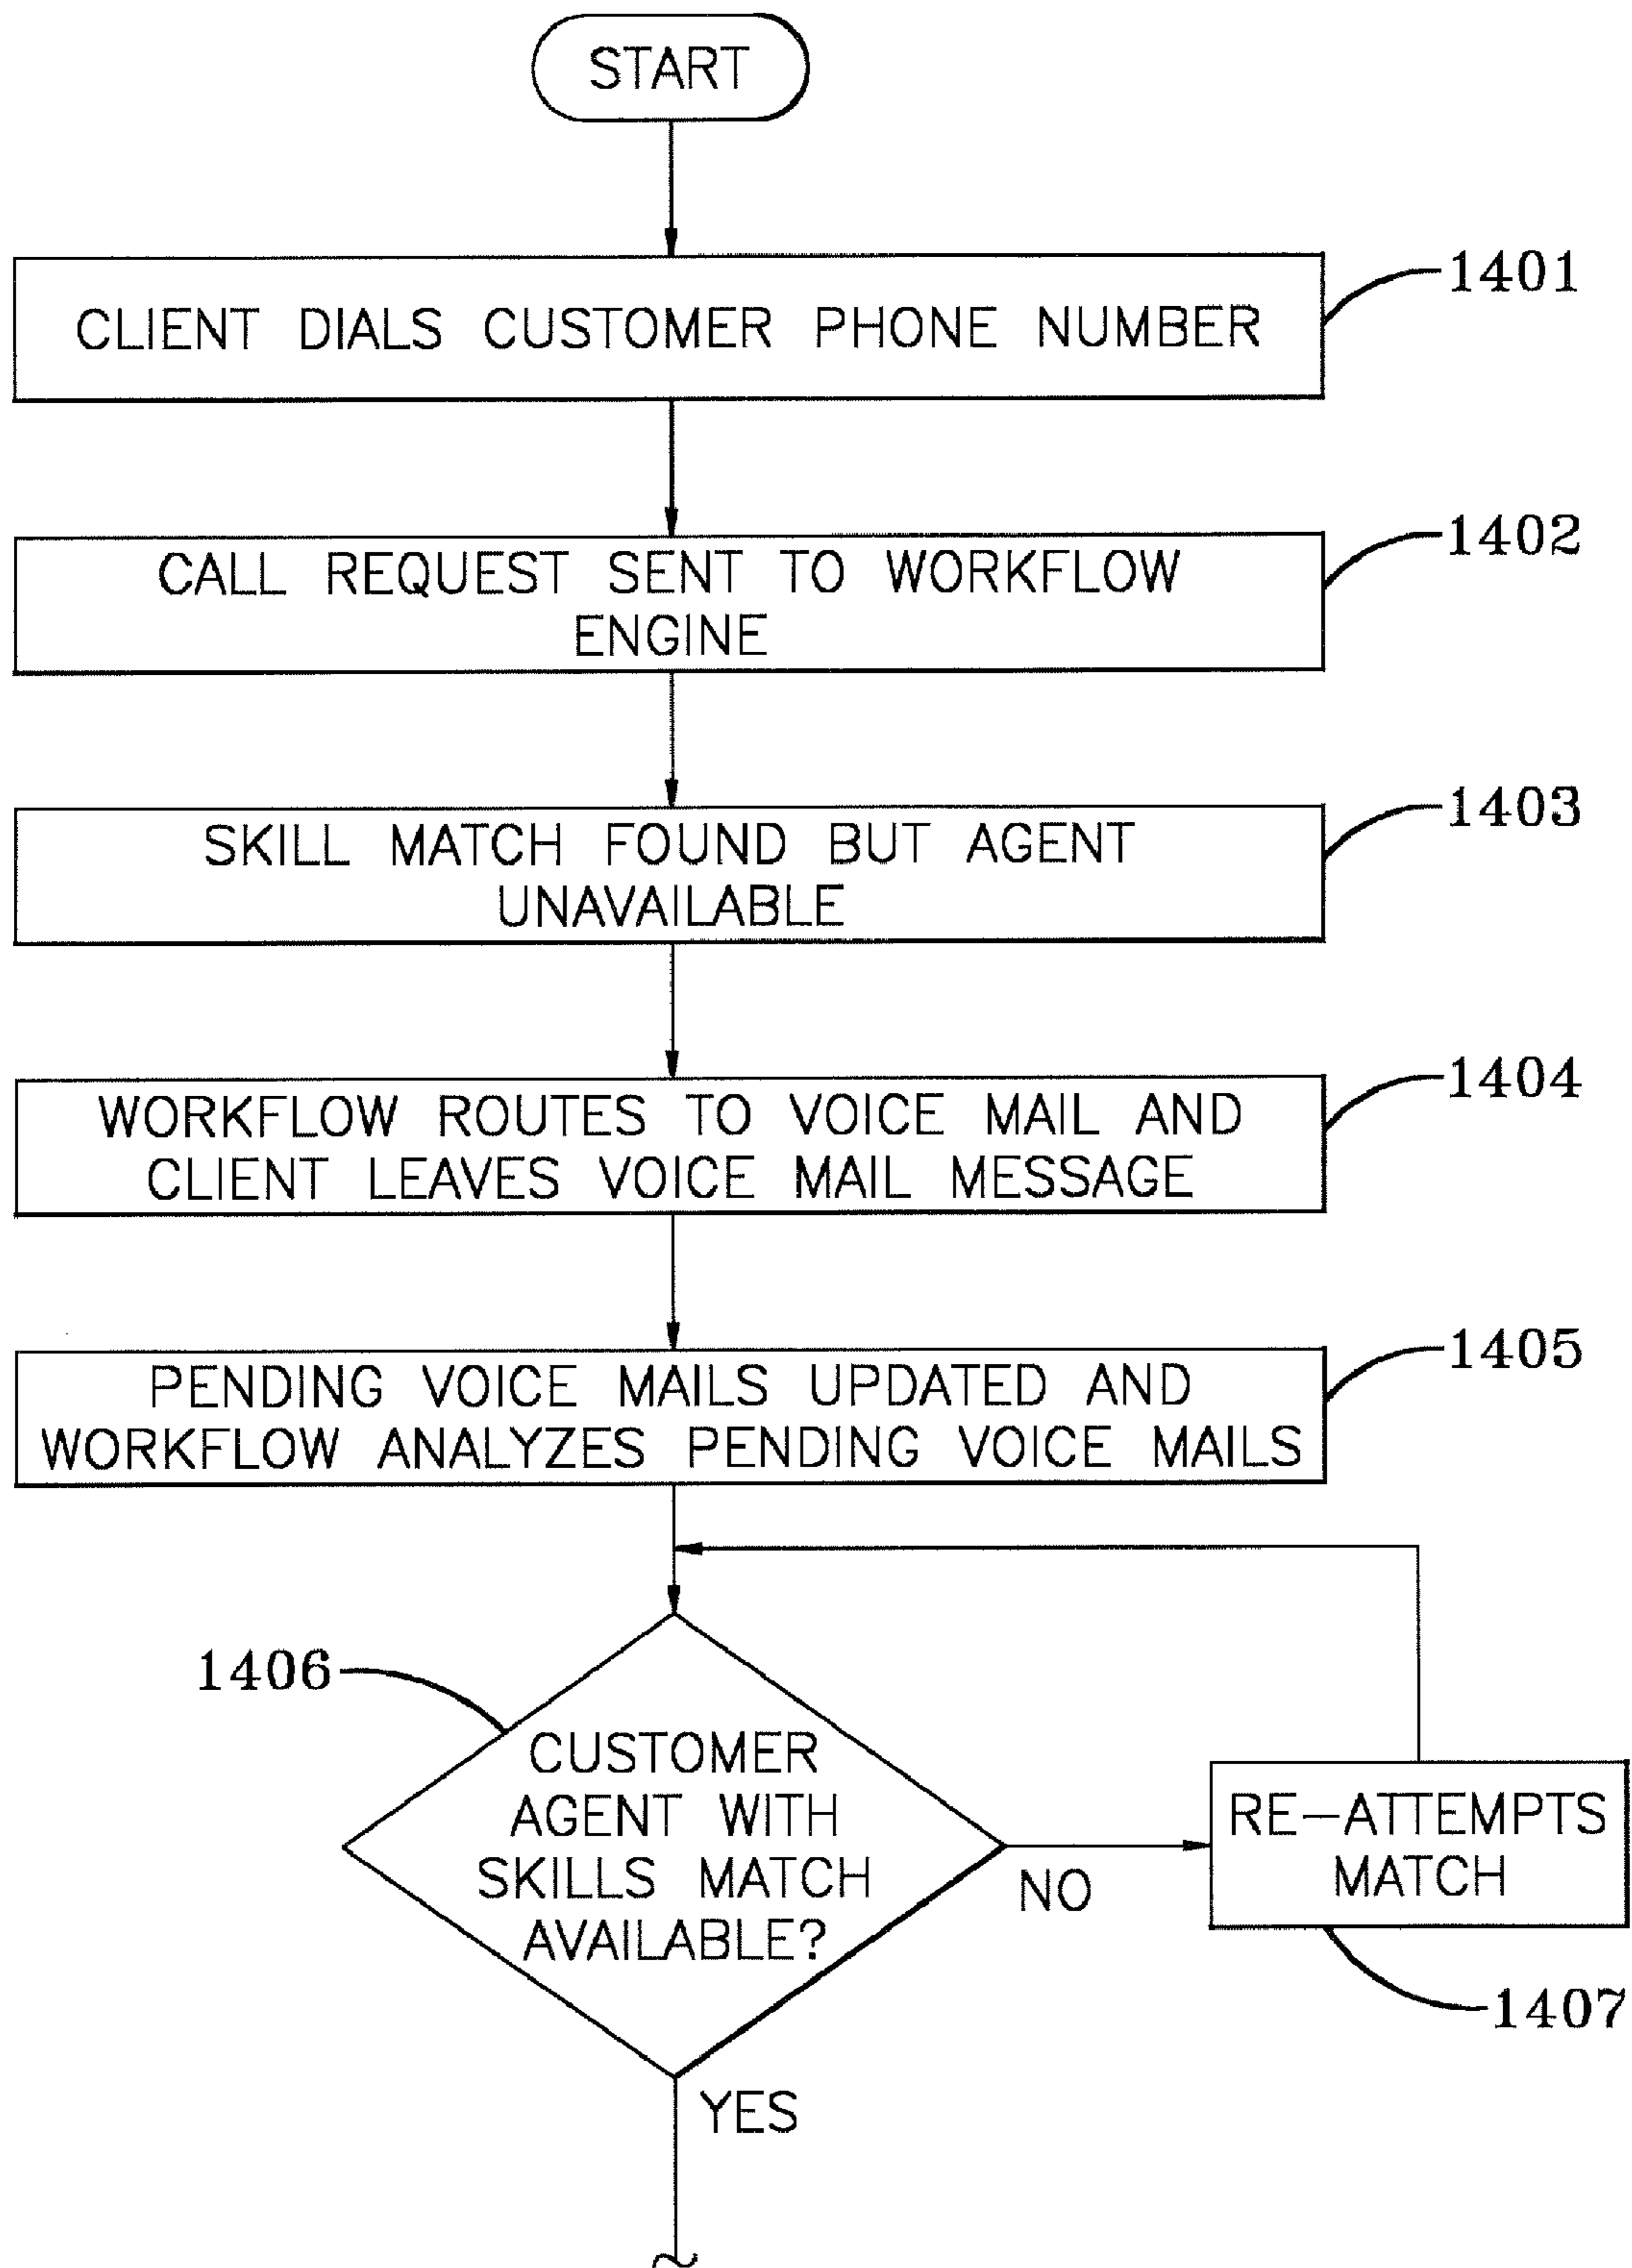 START
CLIENT DIALS CUSTOMER PHONE NUMBER
1401
CALL REQUEST SENT TO WORKFLOW
ENGINE
1402
SKILL MATCH FOUND BUT AGENT
UNAVAILABLE
1403
WORKFLOW ROUTES TO VOICE MAIL AND
CLIENT LEAVES VOICE MAIL MESSAGE
1404
PENDING VOICE MAILS UPDATED AND
WORKFLOW ANALYZES PENDING VOICE MAILS
1405
1406
CUSTOMER
AGENT WITH
SKILLS MATCH
AVAILABLE?
NO
RE-ATTEMPTS
MATCH
1407
YES